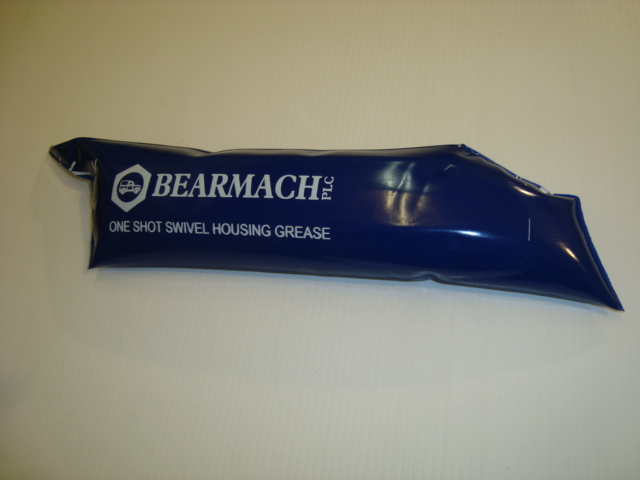 BEARMACH PLC
ONE SHOT SWIVEL HOUSING GREASE